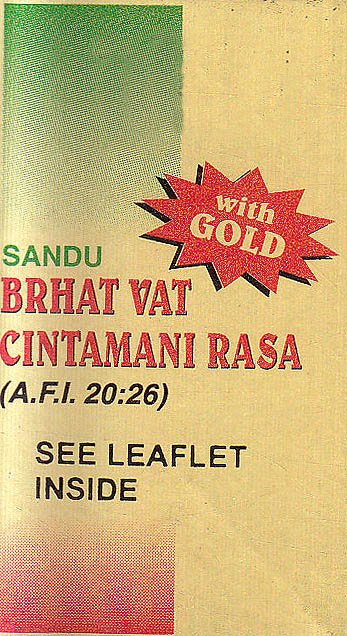 with
GOLD
SANDU
BRHAT VAT
CINTAMANI RASA
(A.F.I. 20:26)
SEE LEAFLET
INSIDE